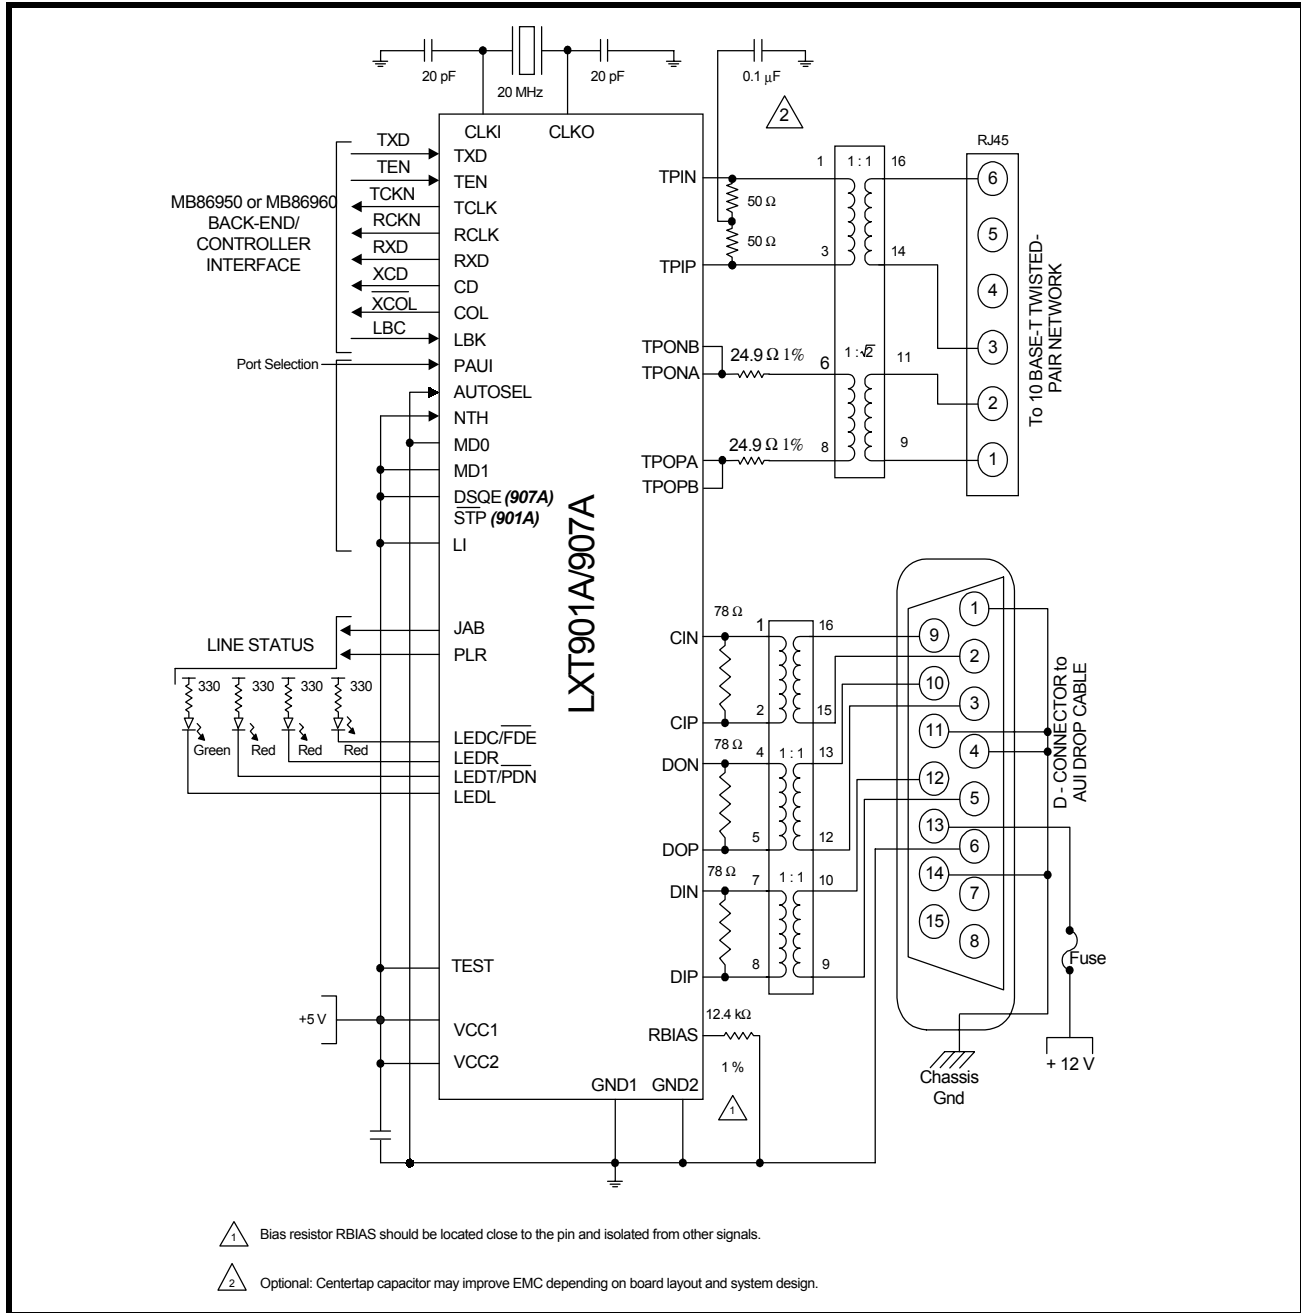 20 pF
20 MHz
20 pF
0.1 μF
2
CLKI
CLKO
MB86950 or MB86960
BACK-END/
CONTROLLER
INTERFACE
TXD
TEN
TCKN
RCKN
RXD
XCD
XCOL
LBC
Port Selection
TXD
TEN
TCLK
RCLK
RXD
CD
COL
LBK
PAUI
AUTOSEL
NTH
MD0
MD1
DSQE (907A)
STP (901A)
LI
LINE STATUS
JAB
PLR
330
330
330
330
Green
Red
Red
Red
LEDC/FDE
LEDR
LEDT/PDN
LEDL
TEST
+5 V
VCC1
VCC2
LXT901A/907A
GND1
GND2
TPIN
TPIP
50 Ω
50 Ω
1
1 : 1
16
3
14
TPONB
TPONA
24.9 Ω 1%
6
1 : √2
11
TPOPA
TPOPB
24.9 Ω 1%
8
9
RJ45
6
5
4
3
2
1
To 10 BASE-T TWISTED-
PAIR NETWORK
CIN
CIP
78 Ω
1
16
2
15
DON
DOP
78 Ω
4
1 : 1
13
5
12
DIN
DIP
78 Ω
7
1 : 1
10
8
9
RBIAS
12.4 kΩ
1 %
1
1
9
2
10
3
11
4
12
5
13
6
14
7
15
8
D - CONNECTOR to
AUI DROP CABLE
Fuse
+ 12 V
Chassis
Gnd
1 Bias resistor RBIAS should be located close to the pin and isolated from other signals.
2 Optional: Centertap capacitor may improve EMC depending on board layout and system design.